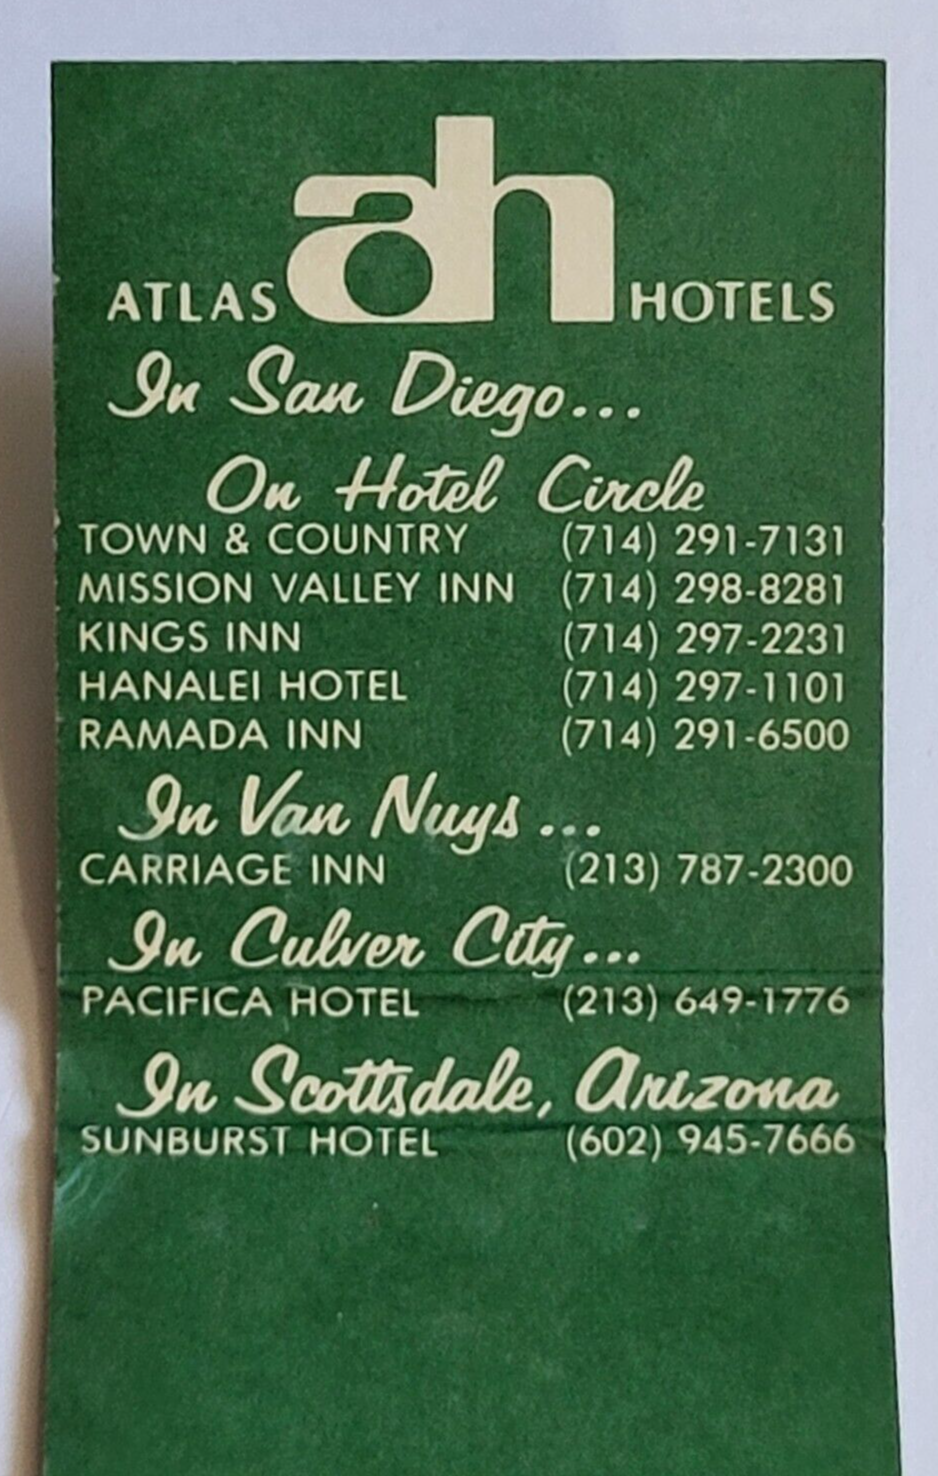 ah
ATLAS HOTELS
In San Diego...
On Hotel Circle
TOWN & COUNTRY (714) 291-7131
MISSION VALLEY INN (714) 298-8281
KINGS INN (714) 297-2231
HANALEI HOTEL (714) 297-1101
RAMADA INN (714) 291-6500
In Van Nuys ...
CARRIAGE INN (213) 787-2300
In Culver City...
PACIFICA HOTEL (213) 649-1776
In Scottsdale, Arizona
SUNBURST HOTEL (602) 945-7666